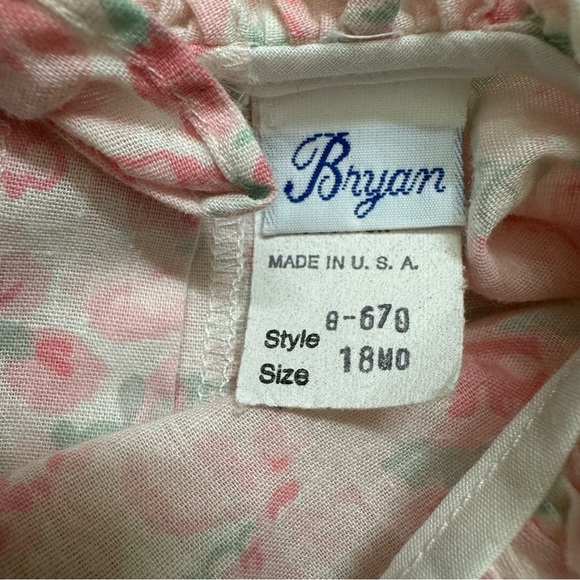 Bryan
MADE IN U. S. A.
Style 8-670
Size 18MO